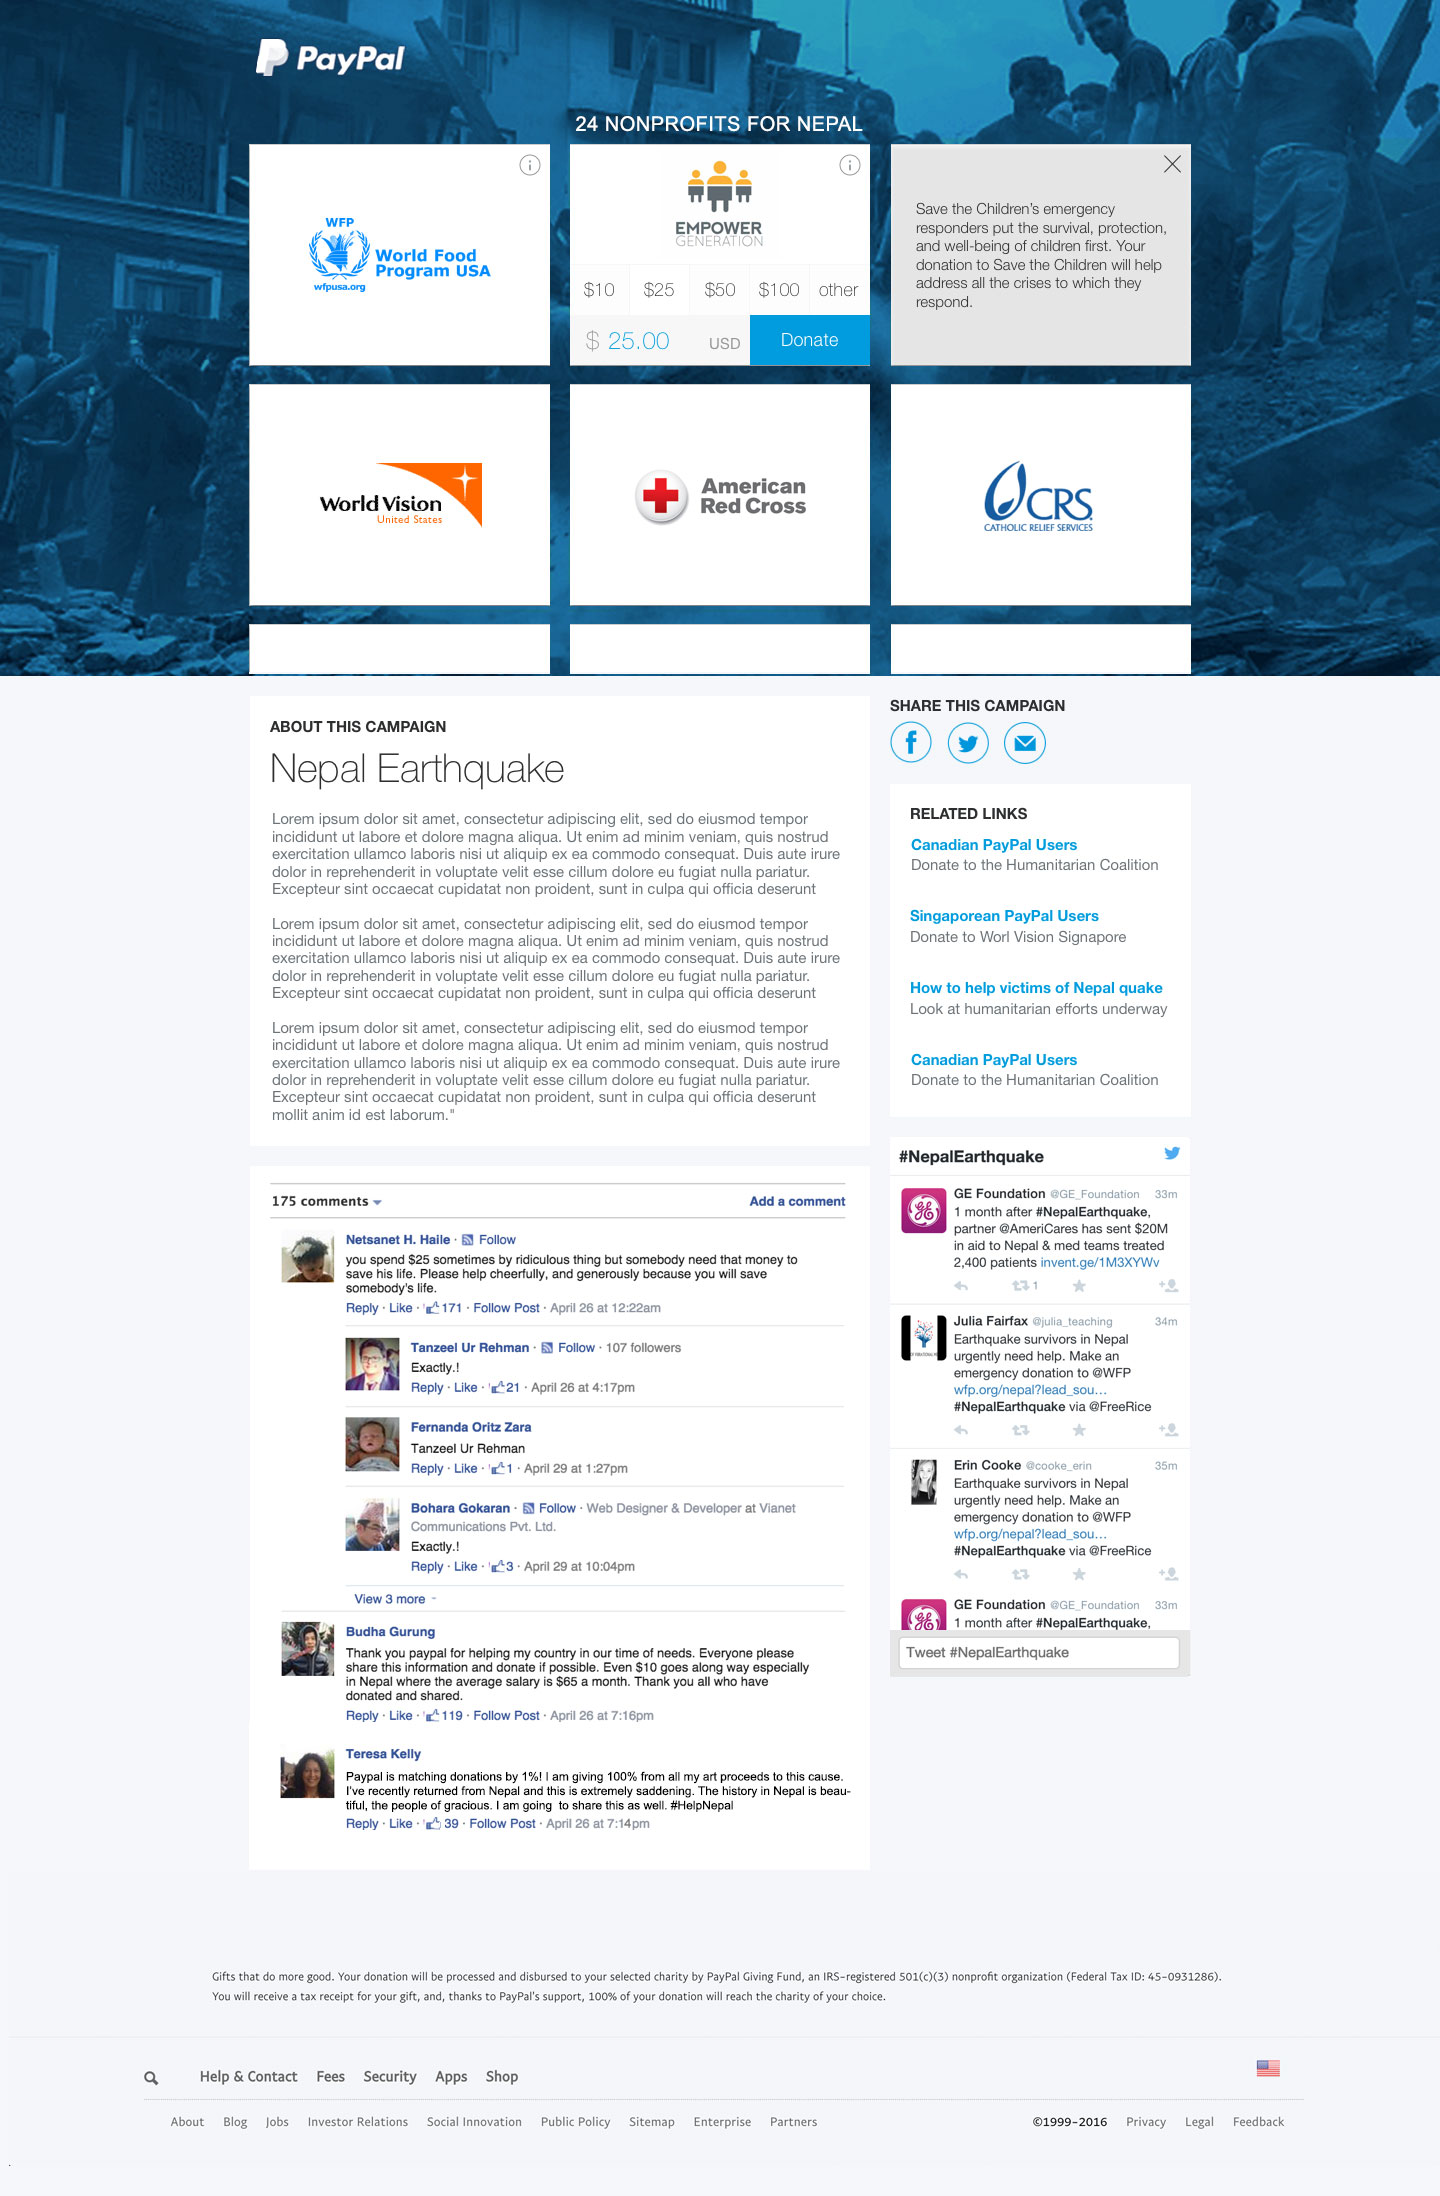 PayPal
24 NONPROFITS FOR NEPAL
WFP
World Food
Program USA
wfpusa.org
EMPOWER
GENERATION
$10 $25 $50 $100 other
$ 25.00 USD Donate
Save the Children's emergency
responders put the survival, protection,
and well-being of children first. Your
donation to Save the Children will help
address all the crises to which they
respond.
World Vision
United States
American
Red Cross
CRS
CATHOLIC RELIEF SERVICES
ABOUT THIS CAMPAIGN
Nepal Earthquake
Lorem ipsum dolor sit amet, consectetur adipiscing elit, sed do eiusmod tempor
incididunt ut labore et dolore magna aliqua. Ut enim ad minim veniam, quis nostrud
exercitation ullamco laboris nisi ut aliquip ex ea commodo consequat. Duis aute irure
dolor in reprehenderit in voluptate velit esse cillum dolore eu fugiat nulla pariatur.
Excepteur sint occaecat cupidatat non proident, sunt in culpa qui officia deserunt
Lorem ipsum dolor sit amet, consectetur adipiscing elit, sed do eiusmod tempor
incididunt ut labore et dolore magna aliqua. Ut enim ad minim veniam, quis nostrud
exercitation ullamco laboris nisi ut aliquip ex ea commodo consequat. Duis aute irure
dolor in reprehenderit in voluptate velit esse cillum dolore eu fugiat nulla pariatur.
Excepteur sint occaecat cupidatat non proident, sunt in culpa qui officia deserunt
Lorem ipsum dolor sit amet, consectetur adipiscing elit, sed do eiusmod tempor
incididunt ut labore et dolore magna aliqua. Ut enim ad minim veniam, quis nostrud
exercitation ullamco laboris nisi ut aliquip ex ea commodo consequat. Duis aute irure
dolor in reprehenderit in voluptate velit esse cillum dolore eu fugiat nulla pariatur.
Excepteur sint occaecat cupidatat non proident, sunt in culpa qui officia deserunt
mollit anim id est laborum."
SHARE THIS CAMPAIGN
RELATED LINKS
Canadian PayPal Users
Donate to the Humanitarian Coalition
Singaporean PayPal Users
Donate to Worl Vision Signapore
How to help victims of Nepal quake
Look at humanitarian efforts underway
Canadian PayPal Users
Donate to the Humanitarian Coalition
175 comments Add a comment
Netsanet H. Haile · Follow
you spend $25 sometimes by ridiculous thing but somebody need that money to
save his life. Please help cheerfully, and generously because you will save
somebody's life.
Reply · Like · 171 · Follow Post · April 26 at 12:22am
Tanzeel Ur Rehman · Follow · 107 followers
Exactly.!
Reply · Like · 21 · April 26 at 4:17pm
Fernanda Oritz Zara
Tanzeel Ur Rehman
Reply · Like · 1 · April 29 at 1:27pm
Bohara Gokaran · Follow · Web Designer & Developer at Vianet
Communications Pvt. Ltd.
Exactly.!
Reply · Like · 3 · April 29 at 10:04pm
View 3 more
Budha Gurung
Thank you paypal for helping my country in our time of needs. Everyone please
share this information and donate if possible. Even $10 goes along way especially
in Nepal where the average salary is $65 a month. Thank you all who have
donated and shared.
Reply · Like · 119 · Follow Post · April 26 at 7:16pm
Teresa Kelly
Paypal is matching donations by 1%! I am giving 100% from all my art proceeds to this cause.
I've recently returned from Nepal and this is extremely saddening. The history in Nepal is beau-
tiful, the people of gracious. I am going to share this as well. #HelpNepal
Reply · Like · 39 · Follow Post · April 26 at 7:14pm
#NepalEarthquake
GE Foundation @GE_Foundation 33m
1 month after #NepalEarthquake,
partner @AmeriCares has sent $20M
in aid to Nepal & med teams treated
2,400 patients invent.ge/1M3XYWv
1
Julia Fairfax @julia_teaching 34m
Earthquake survivors in Nepal
urgently need help. Make an
emergency donation to @WFP
wfp.org/nepal?lead_sou…
#NepalEarthquake via @FreeRice
Erin Cooke @cooke_erin 35m
Earthquake survivors in Nepal
urgently need help. Make an
emergency donation to @WFP
wfp.org/nepal?lead_sou…
#NepalEarthquake via @FreeRice
GE Foundation @GE_Foundation 33m
1 month after #NepalEarthquake,
Tweet #NepalEarthquake
Gifts that do more good. Your donation will be processed and disbursed to your selected charity by PayPal Giving Fund, an IRS-registered 501(c)(3) nonprofit organization (Federal Tax ID: 45-0931286).
You will receive a tax receipt for your gift, and, thanks to PayPal's support, 100% of your donation will reach the charity of your choice.
Help & Contact Fees Security Apps Shop
About Blog Jobs Investor Relations Social Innovation Public Policy Sitemap Enterprise Partners ©1999-2016 Privacy Legal Feedback